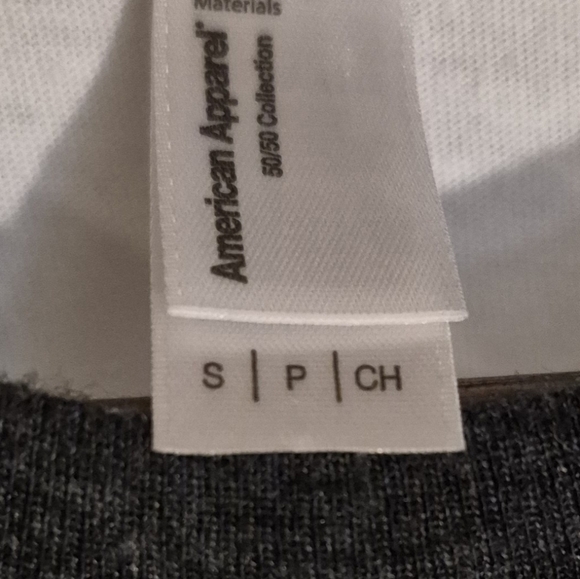 Materials
American Apparel®
50/50 Collection
S | P | CH